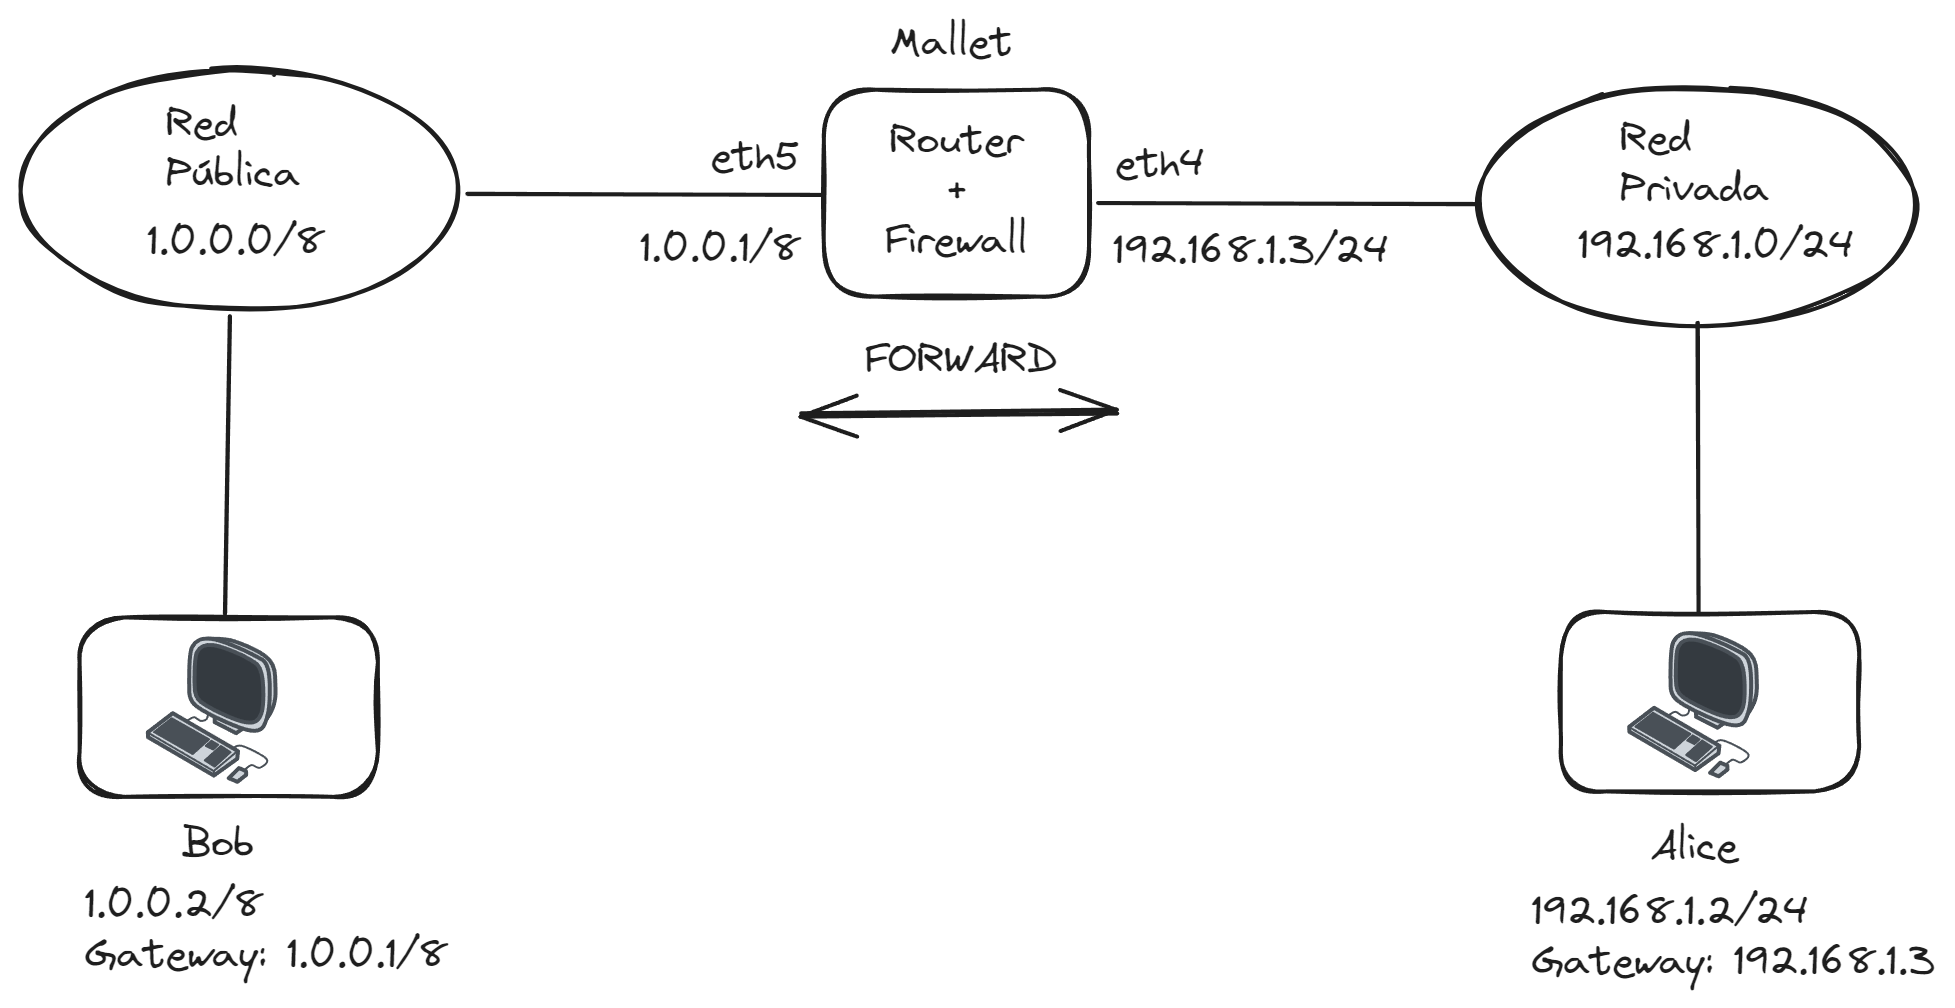 Mallet
Red
Pública
1.0.0.0/8
eth5
1.0.0.1/8
Router
+
Firewall
eth4
192.168.1.3/24
Red
Privada
192.168.1.0/24
FORWARD
Bob
1.0.0.2/8
Gateway: 1.0.0.1/8
Alice
192.168.1.2/24
Gateway: 192.168.1.3